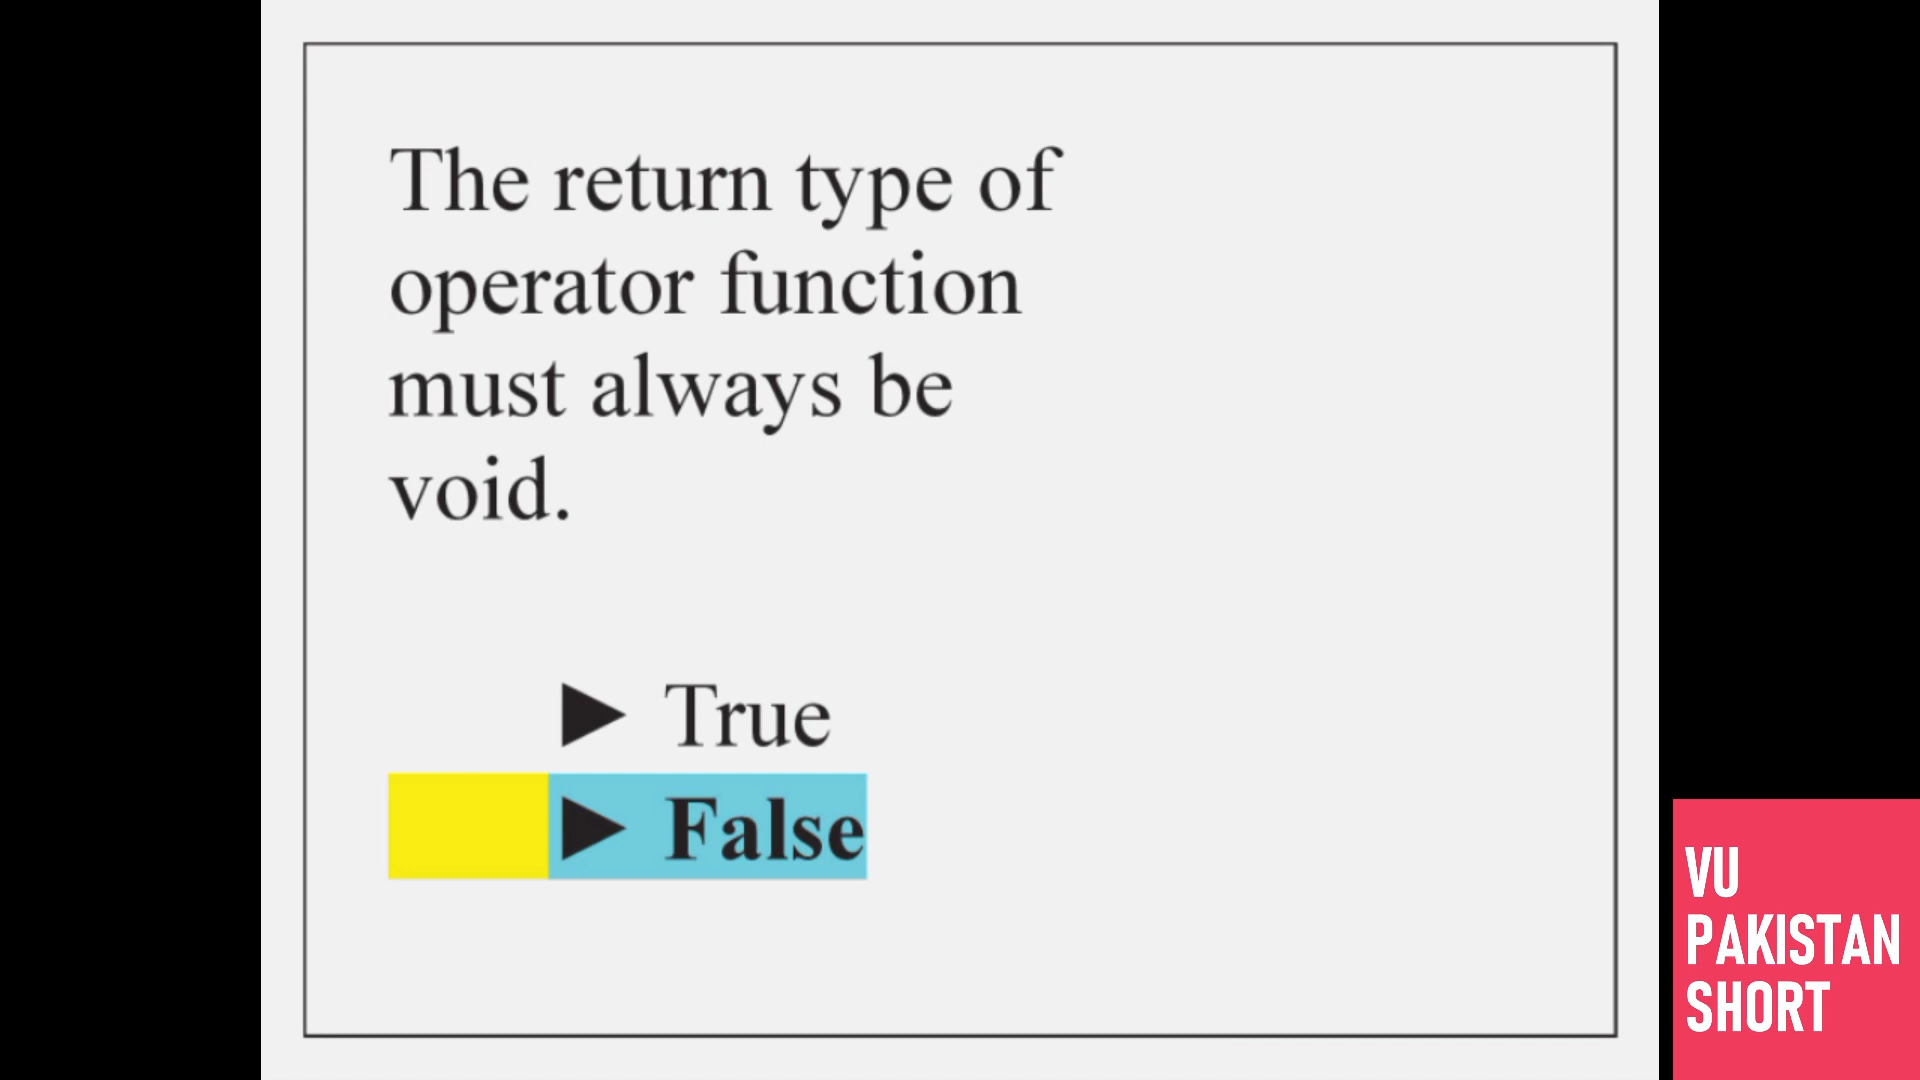 The return type of
operator function
must always be
void.
► True
► False
VU
PAKISTAN
SHORT